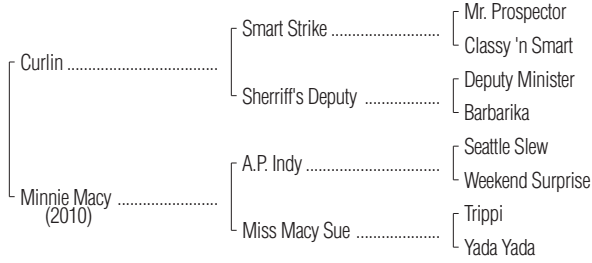 Mr. Prospector
Smart Strike ......................
Classy 'n Smart
Curlin ..............................
Deputy Minister
Sherriff's Deputy ...............
Barbarika
Seattle Slew
A.P. Indy ...........................
Weekend Surprise
Minnie Macy ....................
(2010)
Trippi
Miss Macy Sue .................
Yada Yada